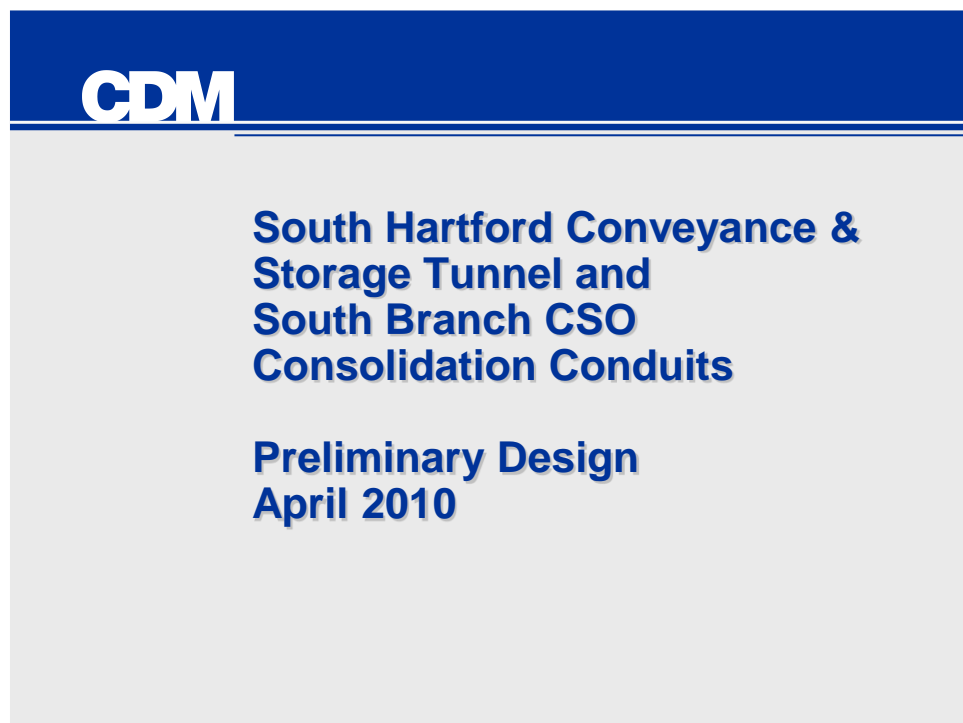 CDM
South Hartford Conveyance &
Storage Tunnel and
South Branch CSO
Consolidation Conduits
Preliminary Design
April 2010